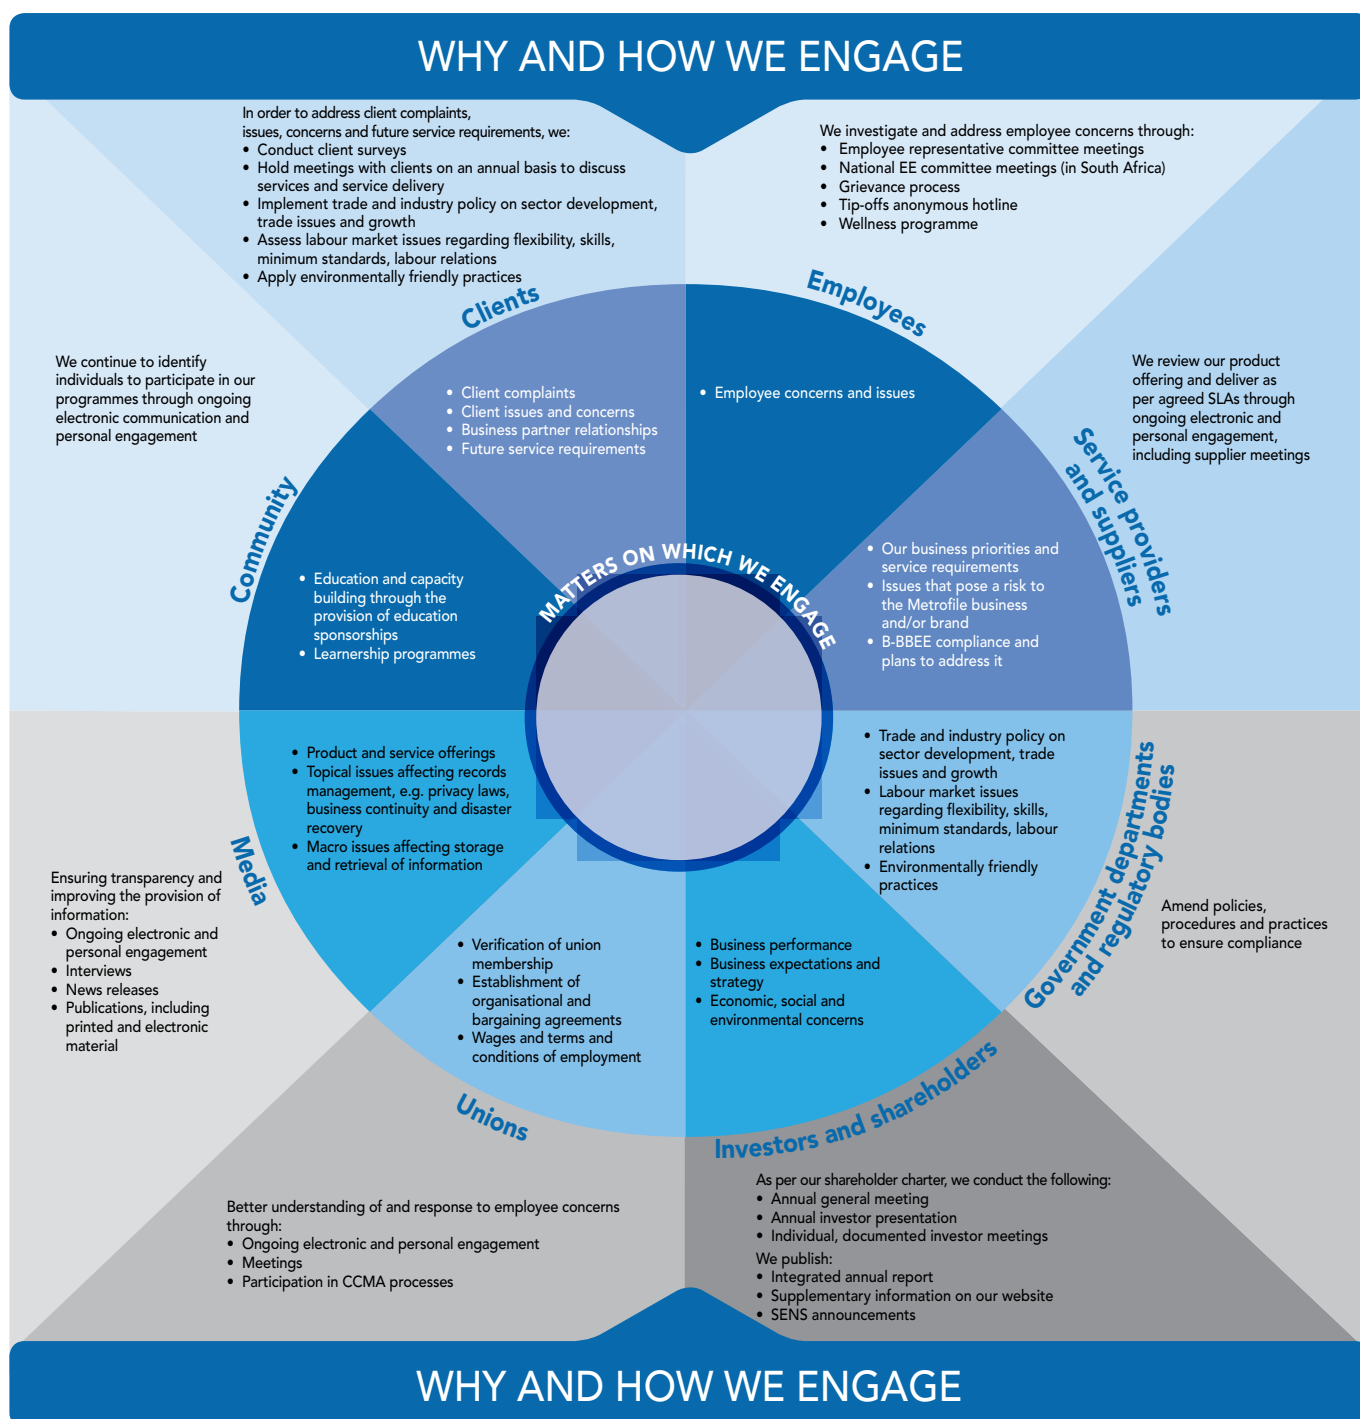 WHY AND HOW WE ENGAGE
In order to address client complaints,
issues, concerns and future service requirements, we:
• Conduct client surveys
• Hold meetings with clients on an annual basis to discuss
services and service delivery
• Implement trade and industry policy on sector development,
trade issues and growth
• Assess labour market issues regarding flexibility, skills,
minimum standards, labour relations
• Apply environmentally friendly practices
We investigate and address employee concerns through:
• Employee representative committee meetings
• National EE committee meetings (in South Africa)
• Grievance process
• Tip-offs anonymous hotline
• Wellness programme
Clients
Employees
We continue to identify
individuals to participate in our
programmes through ongoing
electronic communication and
personal engagement
• Client complaints
• Client issues and concerns
• Business partner relationships
• Future service requirements
• Employee concerns and issues
We review our product
offering and deliver as
per agreed SLAs through
ongoing electronic and
personal engagement,
including supplier meetings
Community
Service providers
and suppliers
MATTERS ON WHICH WE ENGAGE
• Education and capacity
building through the
provision of education
sponsorships
• Learnership programmes
• Our business priorities and
service requirements
• Issues that pose a risk to
the Metrofile business
and/or brand
• B-BBEE compliance and
plans to address it
• Product and service offerings
• Topical issues affecting records
management, e.g. privacy laws,
business continuity and disaster
recovery
• Macro issues affecting storage
and retrieval of information
• Trade and industry policy on
sector development, trade
issues and growth
• Labour market issues
regarding flexibility, skills,
minimum standards, labour
relations
• Environmentally friendly
practices
Media
Government departments
and regulatory bodies
Ensuring transparency and
improving the provision of
information:
• Ongoing electronic and
personal engagement
• Interviews
• News releases
• Publications, including
printed and electronic
material
Amend policies,
procedures and practices
to ensure compliance
• Verification of union
membership
• Establishment of
organisational and
bargaining agreements
• Wages and terms and
conditions of employment
• Business performance
• Business expectations and
strategy
• Economic, social and
environmental concerns
Unions
Investors and shareholders
Better understanding of and response to employee concerns
through:
• Ongoing electronic and personal engagement
• Meetings
• Participation in CCMA processes
As per our shareholder charter, we conduct the following:
• Annual general meeting
• Annual investor presentation
• Individual, documented investor meetings
We publish:
• Integrated annual report
• Supplementary information on our website
• SENS announcements
WHY AND HOW WE ENGAGE